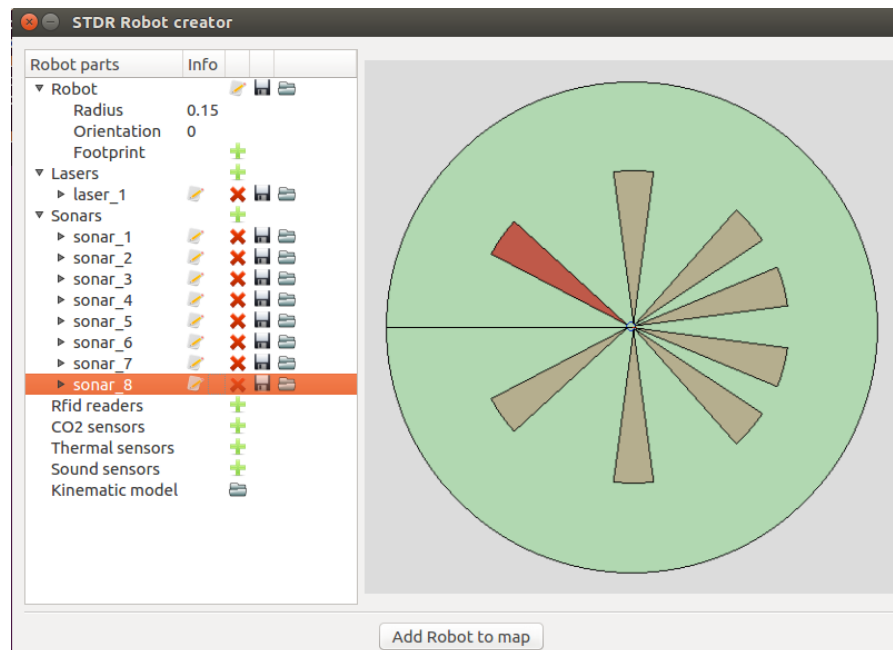 STDR Robot creator
Robot parts Info
Robot
Radius 0.15
Orientation 0
Footprint
Lasers
laser_1
Sonars
sonar_1
sonar_2
sonar_3
sonar_4
sonar_5
sonar_6
sonar_7
sonar_8
Rfid readers
CO2 sensors
Thermal sensors
Sound sensors
Kinematic model
Add Robot to map